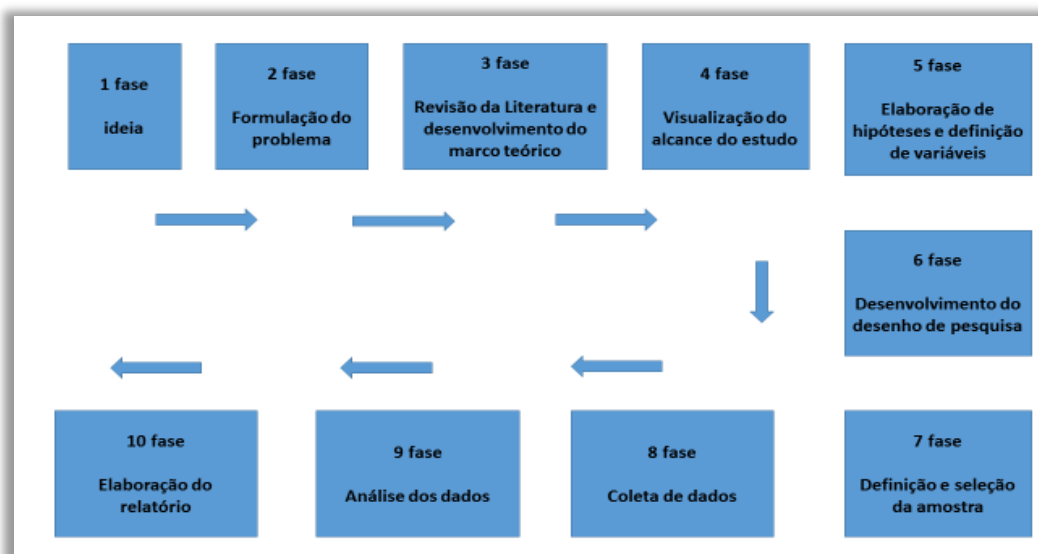 1 fase
ideia
2 fase
Formulação do
problema
3 fase
Revisão da Literatura e
desenvolvimento do
marco teórico
4 fase
Visualização do
alcance do estudo
5 fase
Elaboração de
hipóteses e definição
de variáveis
6 fase
Desenvolvimento do
desenho de pesquisa
7 fase
Definição e seleção
da amostra
8 fase
Coleta de dados
9 fase
Análise dos dados
10 fase
Elaboração do
relatório